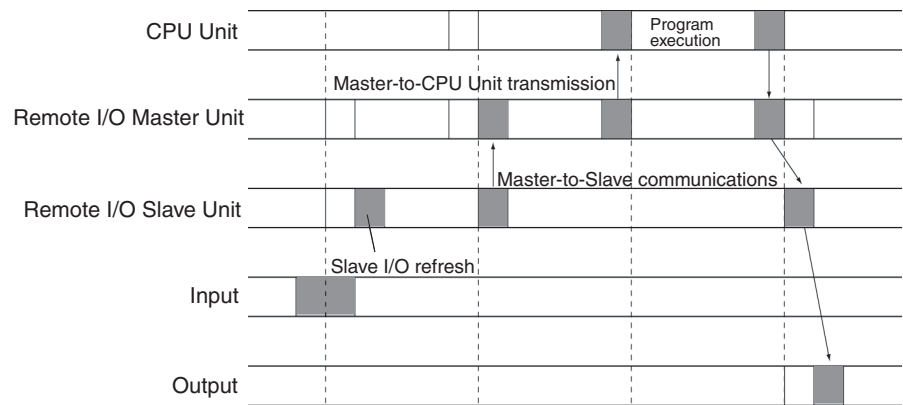 CPU Unit
Program
execution
Master-to-CPU Unit transmission
Remote I/O Master Unit
Master-to-Slave communications
Remote I/O Slave Unit
Slave I/O refresh
Input
Output